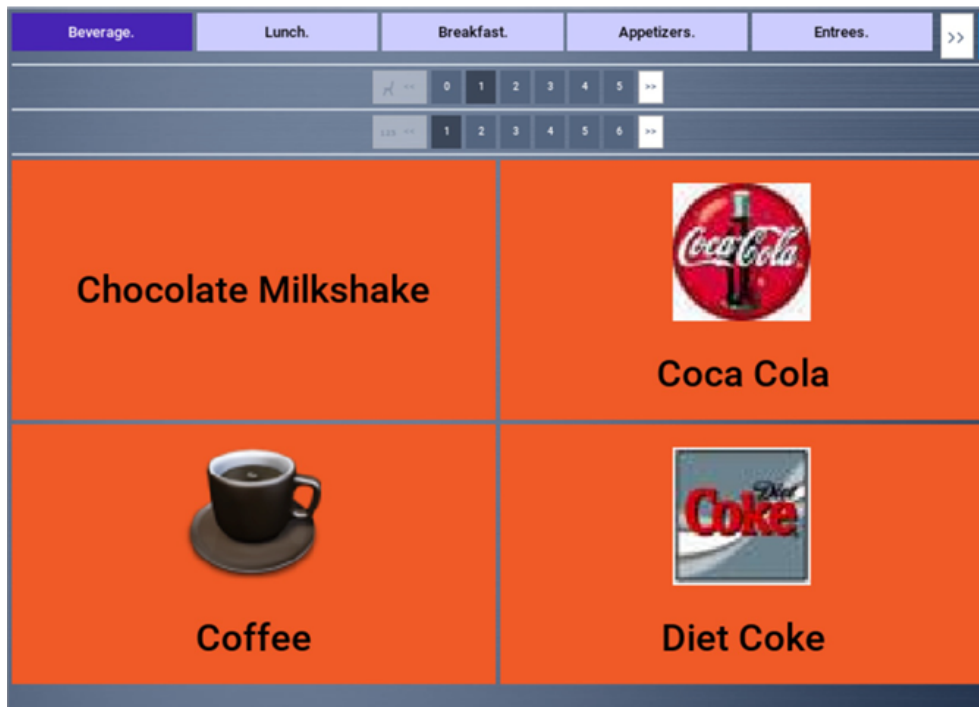 Beverage. Lunch. Breakfast. Appetizers. Entrees. >>
<< 0 1 2 3 4 5 >>
123 << 1 2 3 4 5 6 >>
Chocolate Milkshake
Coca Cola
Coca Cola
Coffee
Diet
Coke
Diet Coke